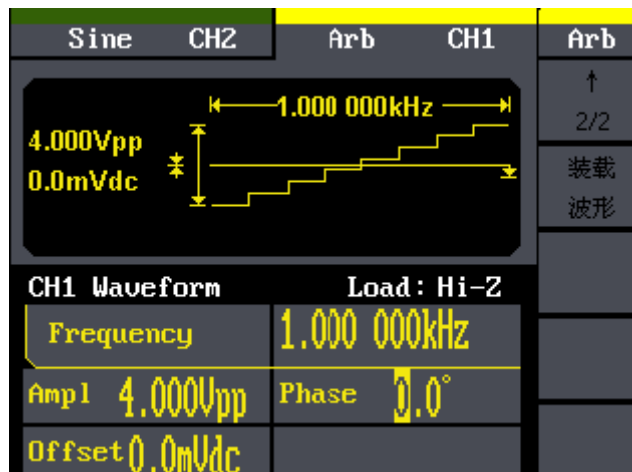 Sine CH2 Arb CH1 Arb
↑
2/2
1.000 000kHz
4.000Vpp
0.0mVdc
装载
波形
CH1 Waveform Load: Hi-Z
Frequency 1.000 000kHz
Ampl 4.000Vpp Phase 0.0°
Offset 0.0mVdc